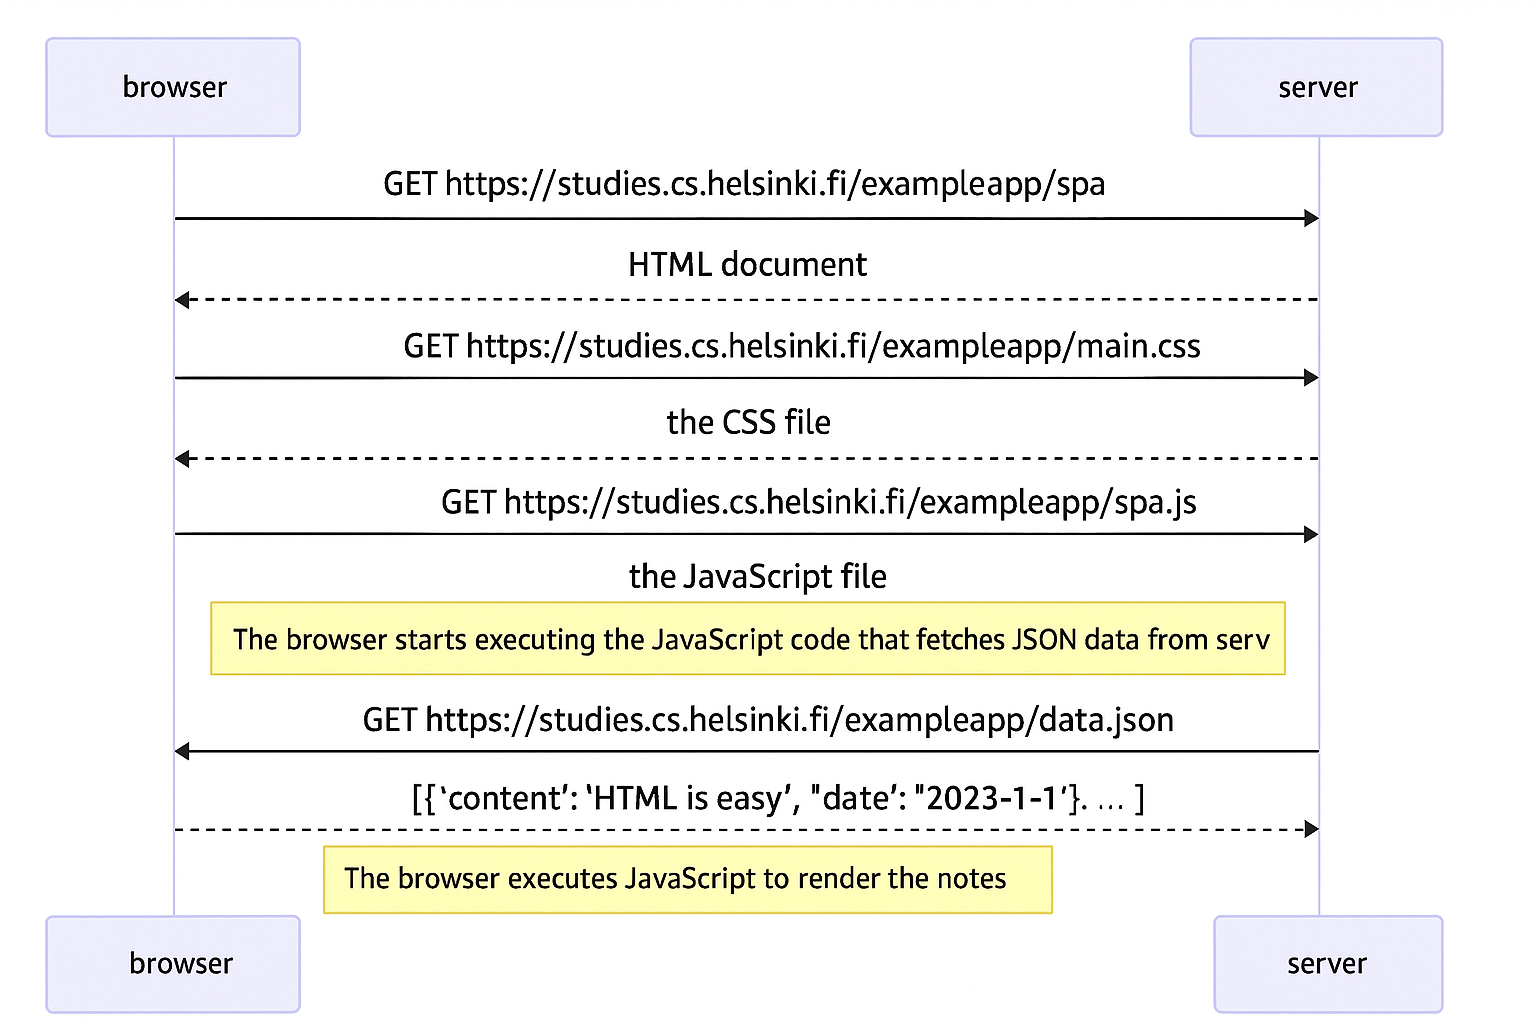 browser
server
GET https://studies.cs.helsinki.fi/exampleapp/spa
HTML document
GET https://studies.cs.helsinki.fi/exampleapp/main.css
the CSS file
GET https://studies.cs.helsinki.fi/exampleapp/spa.js
the JavaScript file
The browser starts executing the JavaScript code that fetches JSON data from serv
GET https://studies.cs.helsinki.fi/exampleapp/data.json
[{‘content’: ‘HTML is easy’, "date’: "2023-1-1’}. ... ]
The browser executes JavaScript to render the notes
browser
server